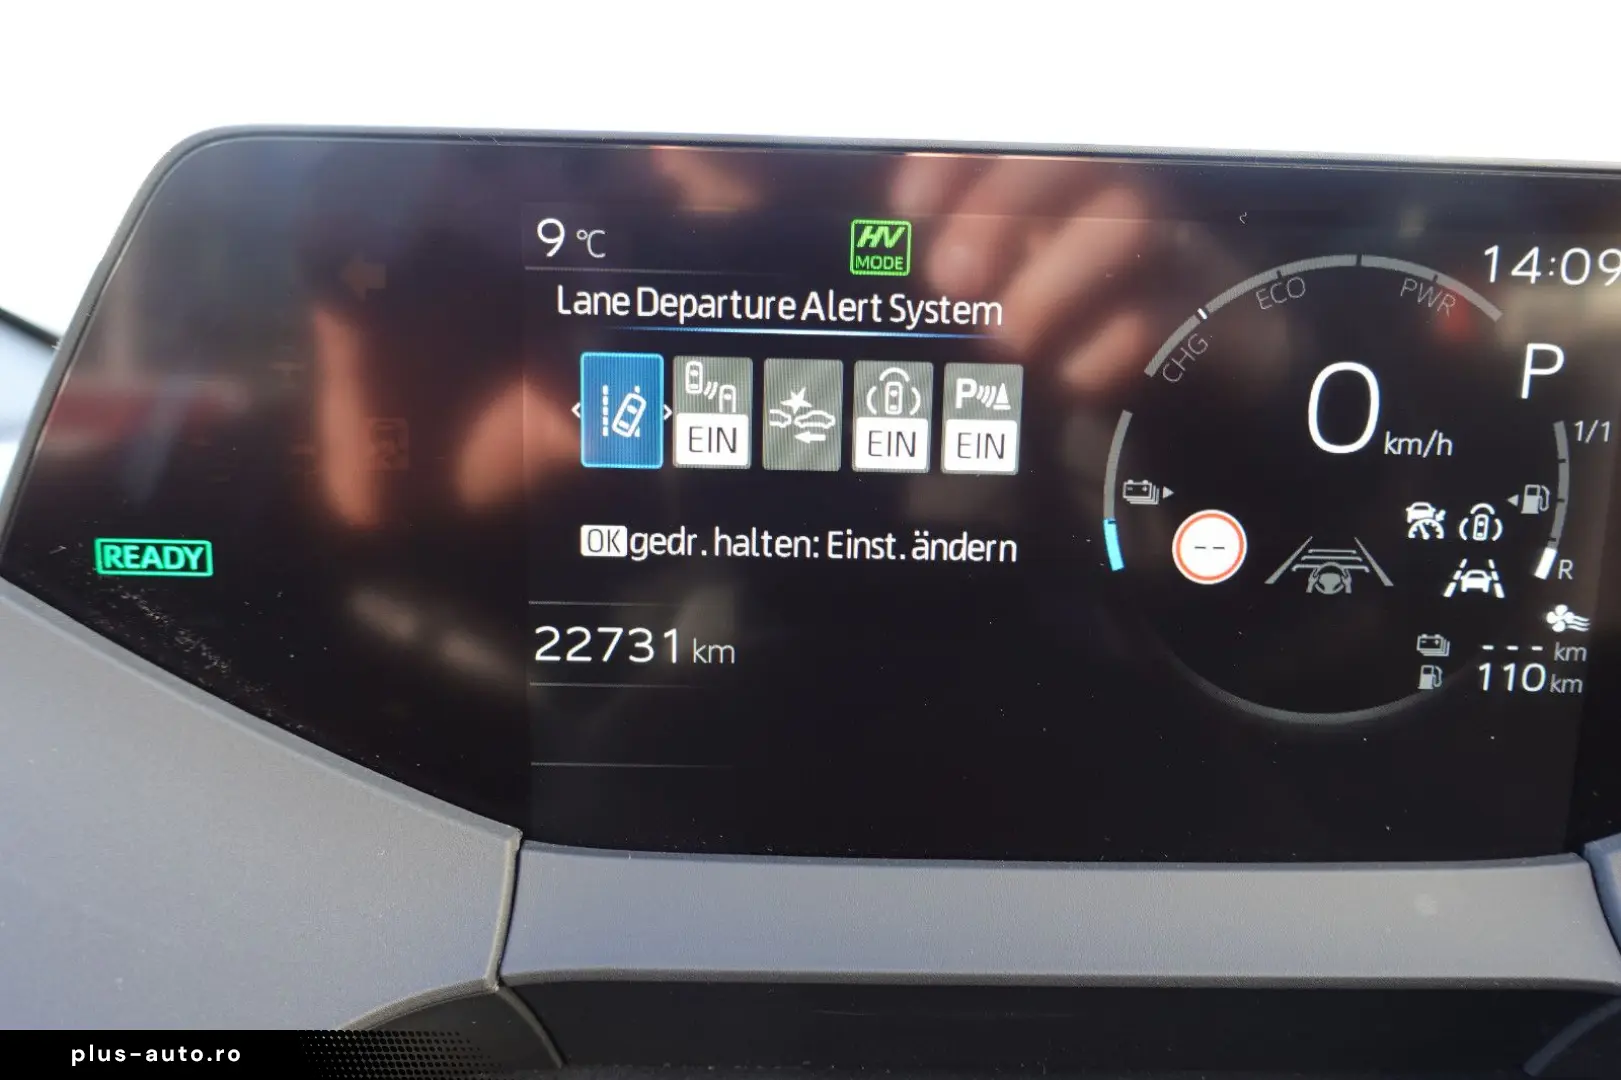 9 °C
HV
MODE
14:09
Lane Departure Alert System
CHG
ECO
PWR
P
EIN
EIN
P
EIN
0 km/h
1/1
OK gedr. halten: Einst. ändern
--
R
READY
22731 km
--- km
110 km
plus-auto.ro